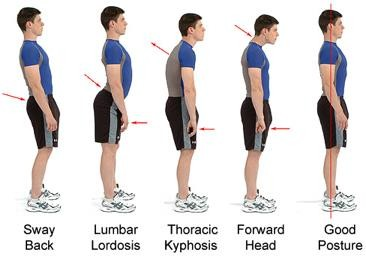 Sway
Back
Lumbar
Lordosis
Thoracic
Kyphosis
Forward
Head
Good
Posture